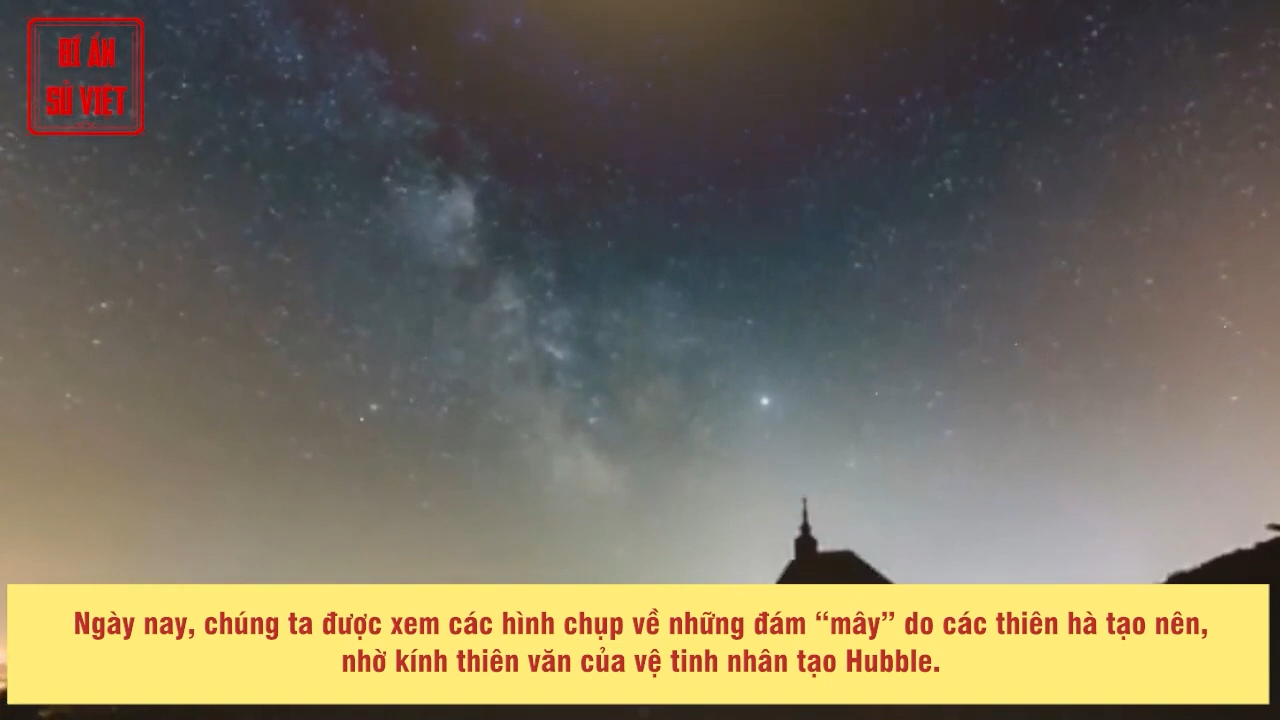 BÍ ẨN
SỬ VIỆT
Ngày nay, chúng ta được xem các hình chụp về những đám “mây” do các thiên hà tạo nên,
nhờ kính thiên văn của vệ tinh nhân tạo Hubble.